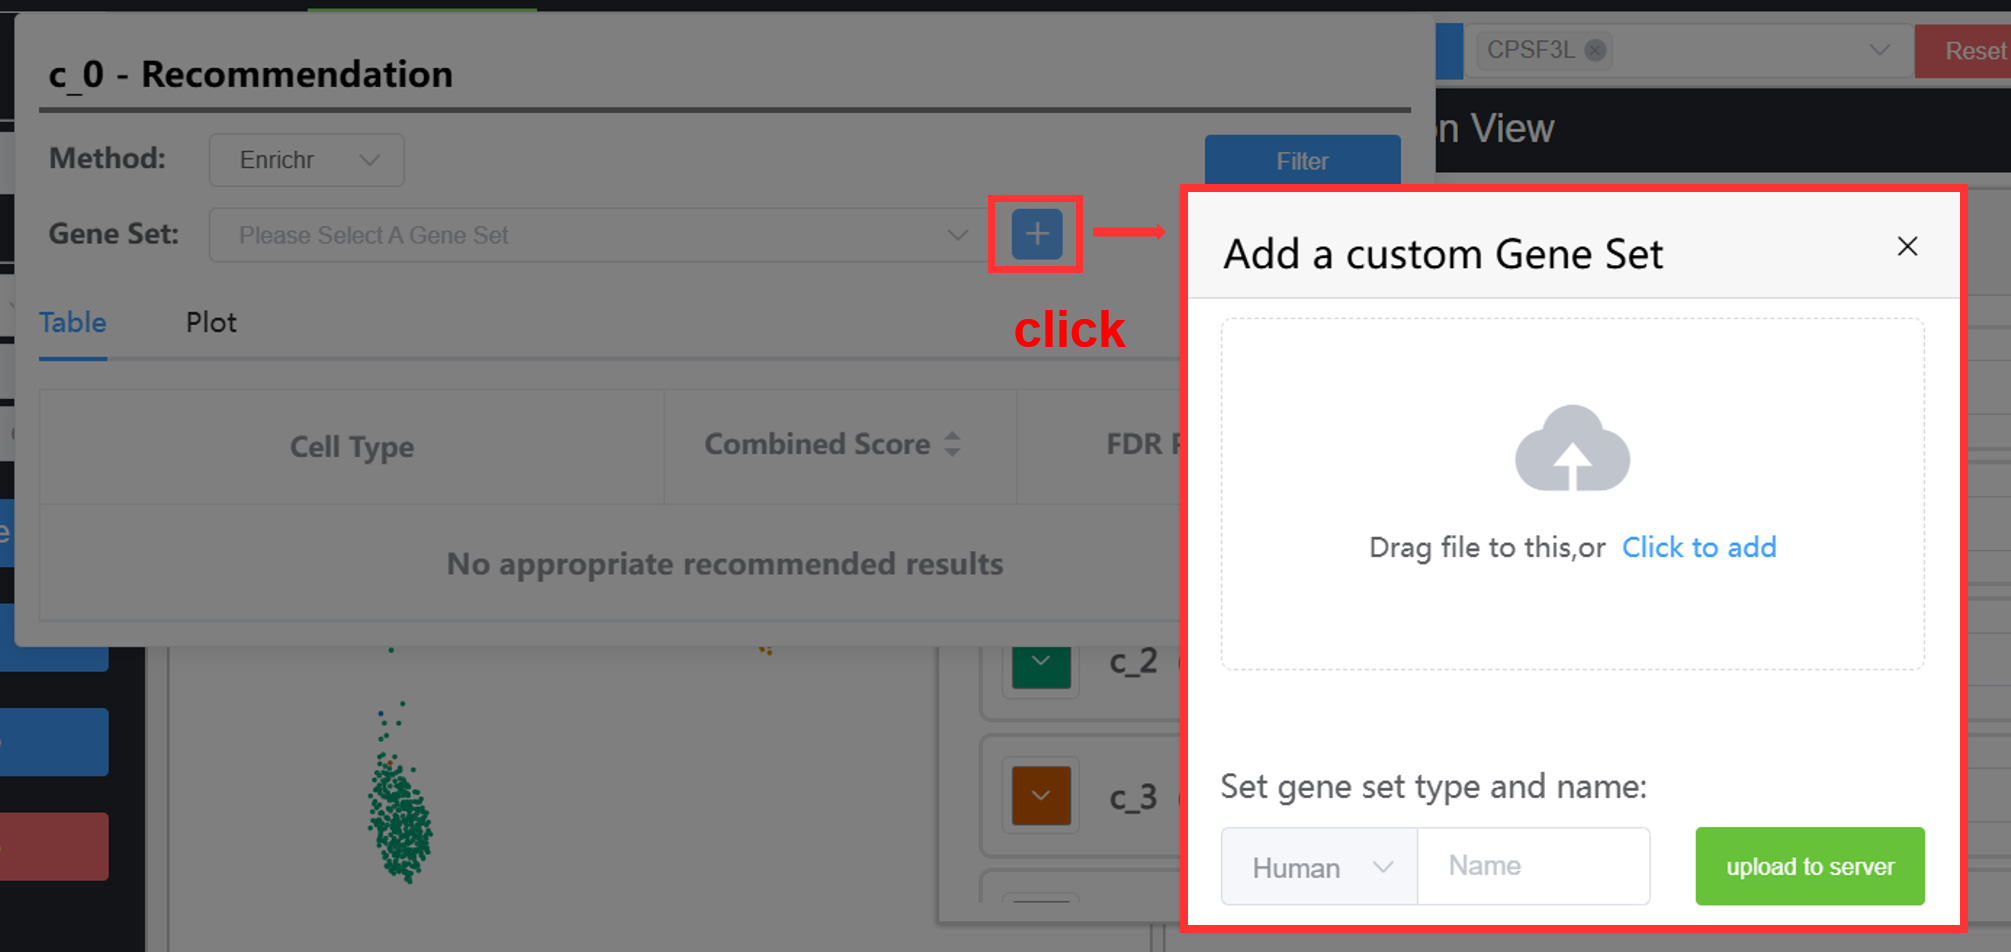 CPSF3L
Reset
c_0 - Recommendation
on View
Method:
Enrichr
Filter
Gene Set:
Please Select A Gene Set
Add a custom Gene Set
click
Table
Plot
Cell Type
Combined Score
FDR
No appropriate recommended results
Drag file to this,or Click to add
c_2
c_3
Set gene set type and name:
Human
Name
upload to server